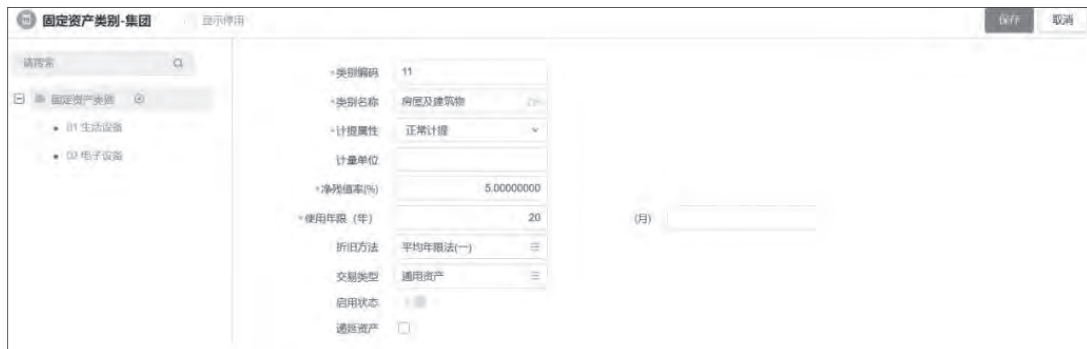 固定资产类别-集团
显示停用
保存
取消
请搜索
固定资产类别
01 生活设备
02 电子设备
*类别编码 11
*类别名称 房屋及建筑物
*计提属性 正常计提
计量单位
*净残值率(%) 5.00000000
*使用年限 (年) 20 (月)
折旧方法 平均年限法(一)
交易类型 通用资产
启用状态